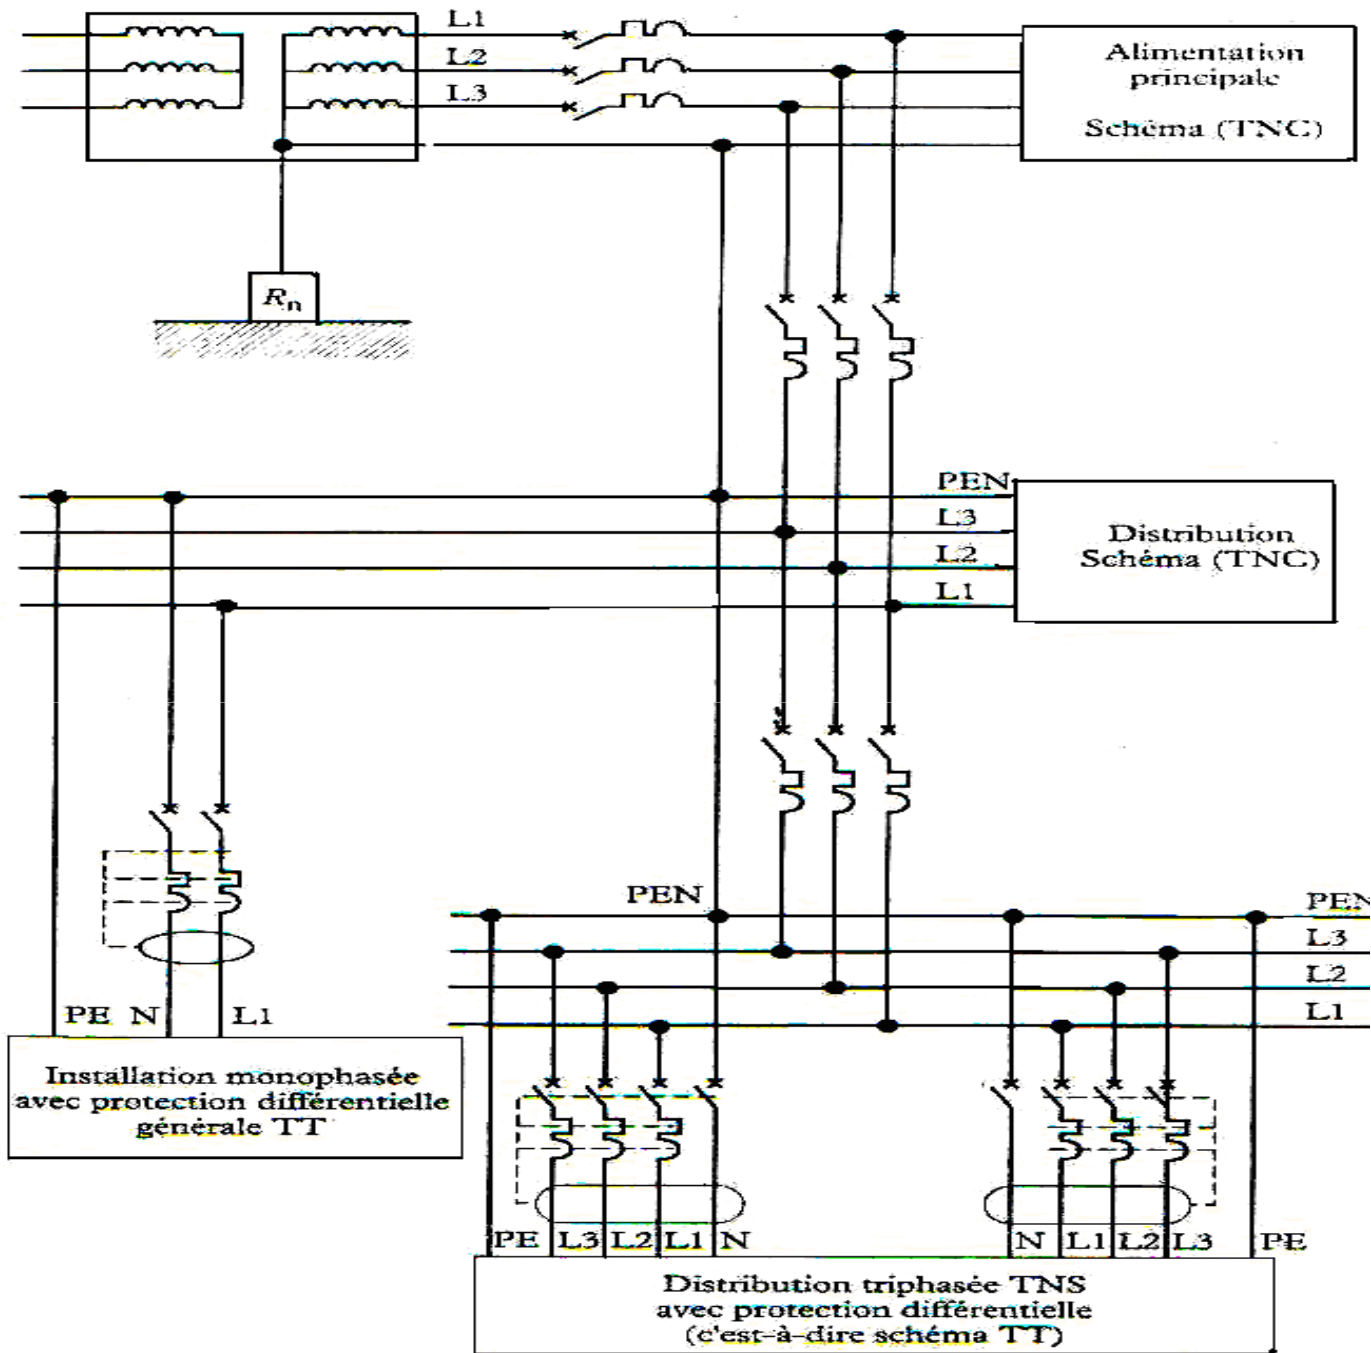 L1
L2
L3
Alimentation
principale
Schéma (TNC)
Rn
PEN
L3
L2
L1
Distribution
Schéma (TNC)
PEN
PEN
L3
L2
L1
PE N L1
Installation monophasée
avec protection différentielle
générale TT
PE L3 L2 L1 N
N L1 L2 L3 PE
Distribution triphasée TNS
avec protection différentielle
(c'est-à-dire schéma TT)